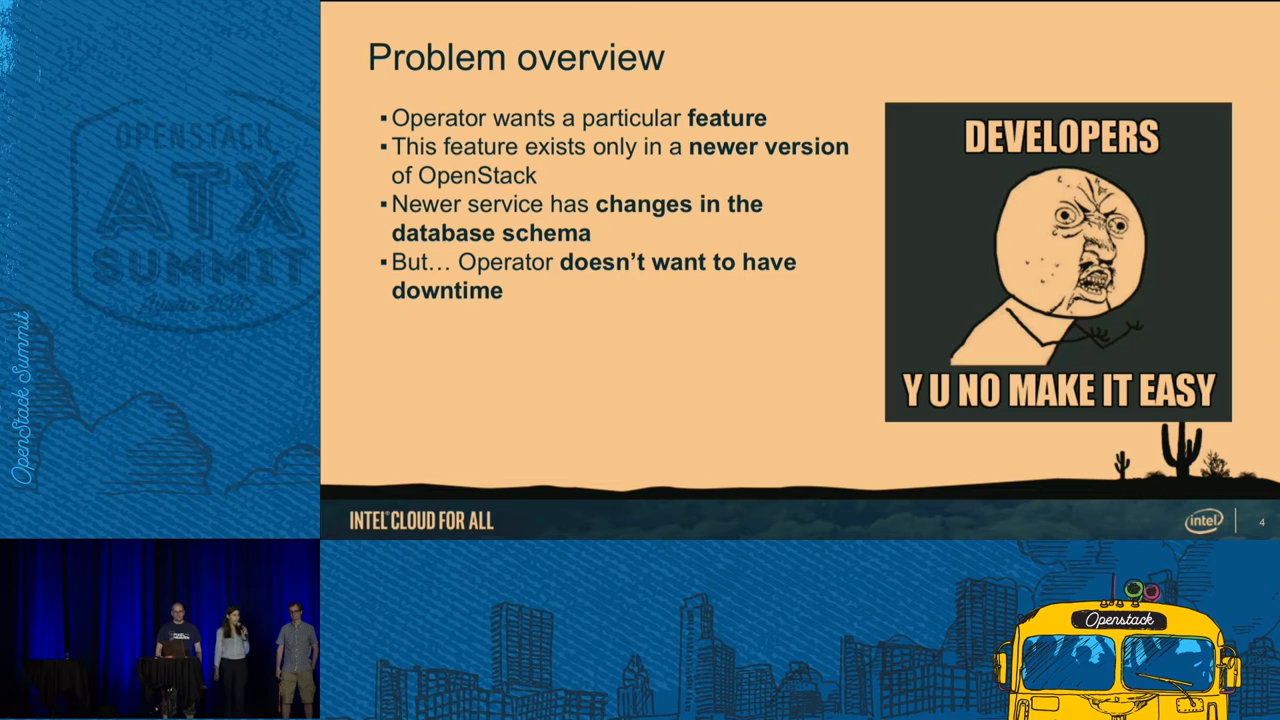 Problem overview
▪ Operator wants a particular feature
▪ This feature exists only in a newer version
of OpenStack
▪ Newer service has changes in the
database schema
▪ But… Operator doesn’t want to have
downtime
DEVELOPERS
Y U NO MAKE IT EASY
INTEL® CLOUD FOR ALL
intel
4
OPENSTACK
ATX
SUMMIT
OpenStack Summit
Openstack